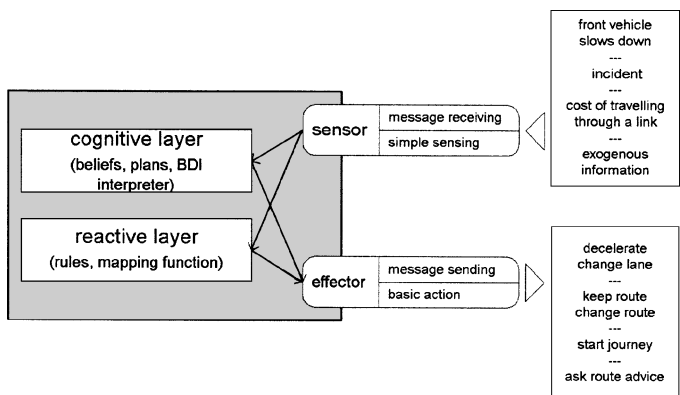 cognitive layer
(beliefs, plans, BDI
interpreter)
reactive layer
(rules, mapping function)
sensor
message receiving
simple sensing
effector
message sending
basic action
front vehicle
slows down
---
incident
---
cost of travelling
through a link
---
exogenous
information
decelerate
change lane
---
keep route
change route
---
start journey
---
ask route advice